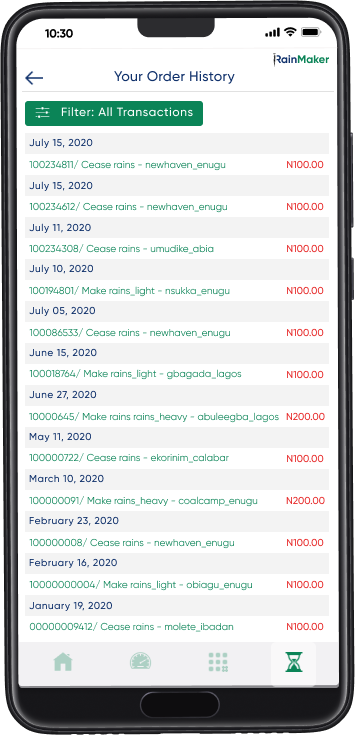 10:30
RainMaker
Your Order History
Filter: All Transactions
July 15, 2020
100234811/ Cease rains - newhaven_enugu N100.00
July 15, 2020
100234612/ Cease rains - newhaven_enugu N100.00
July 11, 2020
100234308/ Cease rains - umudike_abia N100.00
July 10, 2020
100194801/ Make rains_light - nsukka_enugu N100.00
July 05, 2020
100086533/ Cease rains - newhaven_enugu N100.00
June 15, 2020
100018764/ Make rains_light - gbagada_lagos N100.00
June 27, 2020
10000645/ Make rains rains_heavy - abuleegba_lagos N200.00
May 11, 2020
100000722/ Cease rains - ekorinim_calabar N100.00
March 10, 2020
100000091/ Make rains_heavy - coalcamp_enugu N200.00
February 23, 2020
100000008/ Cease rains - newhaven_enugu N100.00
February 16, 2020
10000000004/ Make rains_light - obiagu_enugu N100.00
January 19, 2020
00000009412/ Cease rains - molete_ibadan N100.00